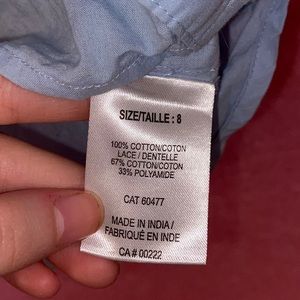 SIZE/TAILLE : 8
100% COTTON/COTON
LACE / DENTELLE
67% COTTON/COTON
33% POLYAMIDE
CAT 60477
MADE IN INDIA/
FABRIQUÉ EN INDE
CA # 00222